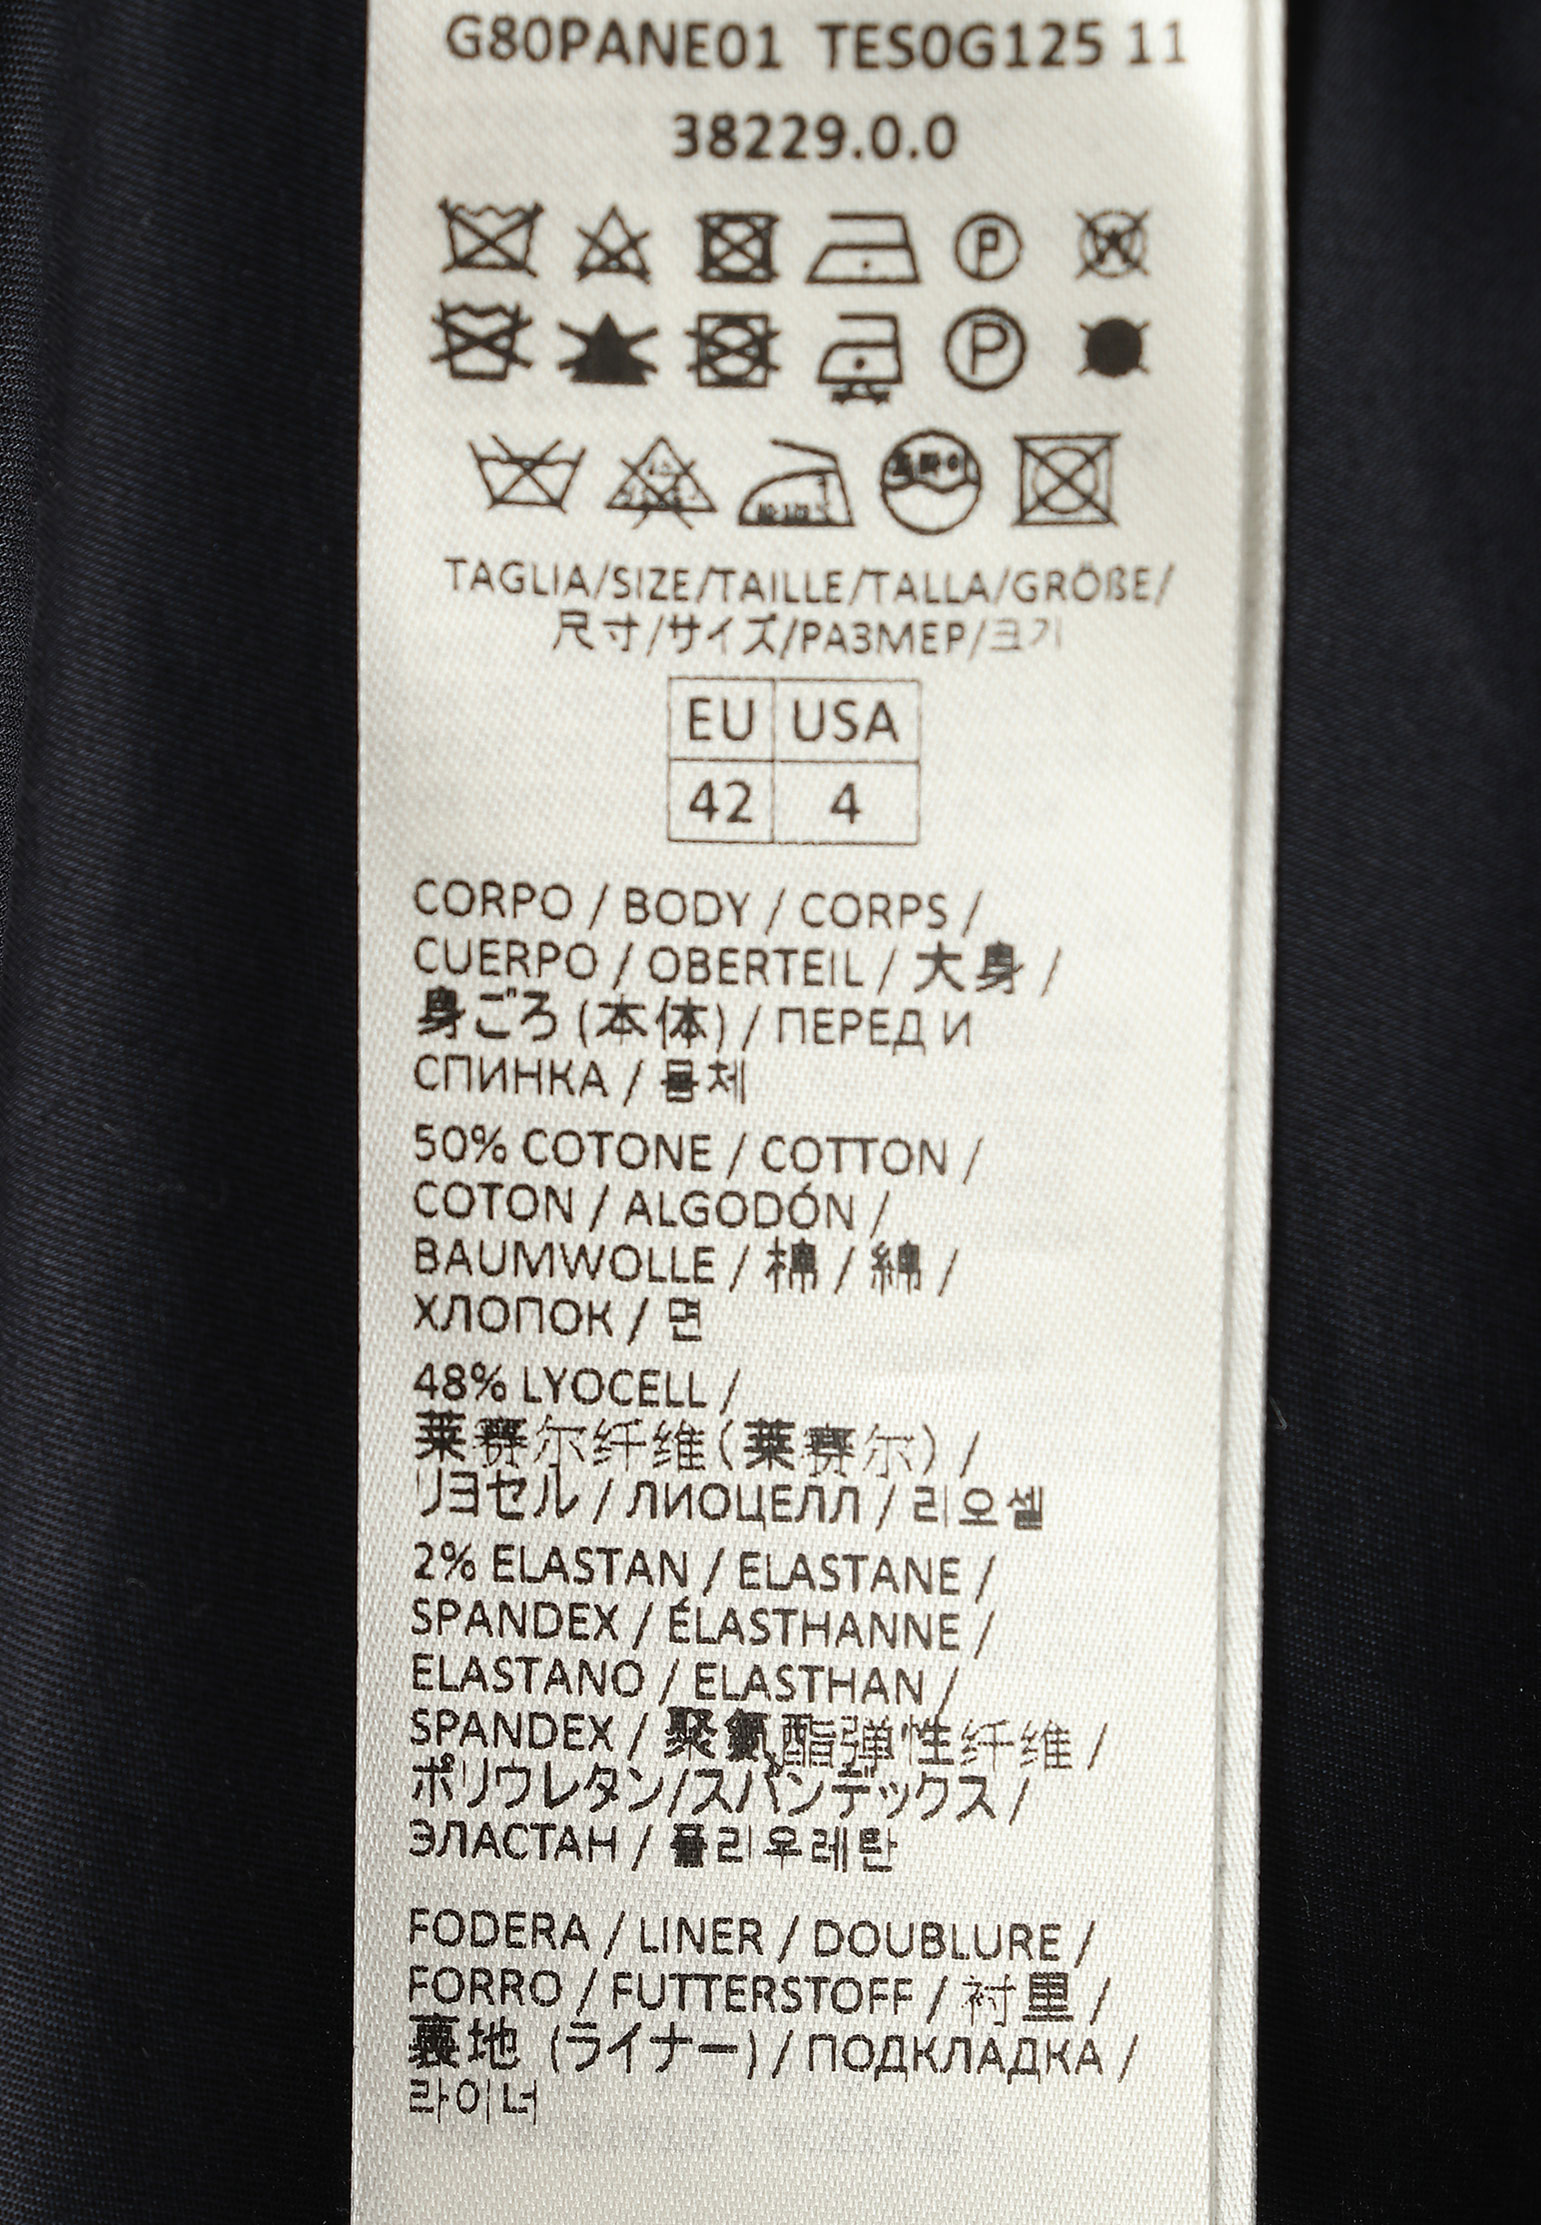 G80PANE01 TES0G125 11
38229.0.0
P W
P
TAGLIA/SIZE/TAILLE/TALLA/GRÖßE/
尺寸/サイズ/РАЗМЕР/크기
EU USA
42 4
CORPO / BODY / CORPS /
CUERPO / OBERTEIL / 大身 /
身ごろ (本体) / ПЕРЕД И
СПИНКА / 몸체
50% COTONE / COTTON /
COTON / ALGODÓN /
BAUMWOLLE / 棉 / 綿 /
ХЛОПОК / 면
48% LYOCELL /
莱赛尔纤维(莱赛尔) /
リヨセル / ЛИОЦЕЛЛ / 리오셀
2% ELASTAN / ELASTANE /
SPANDEX / ÉLASTHANNE /
ELASTANO / ELASTHAN /
SPANDEX / 聚氨酯弹性纤维 /
ポリウレタン/スパンデックス /
ЭЛАСТАН / 폴리우레탄
FODERA / LINER / DOUBLURE /
FORRO / FUTTERSTOFF / 衬里 /
裏地 (ライナー) / ПОДКЛАДКА /
라이너